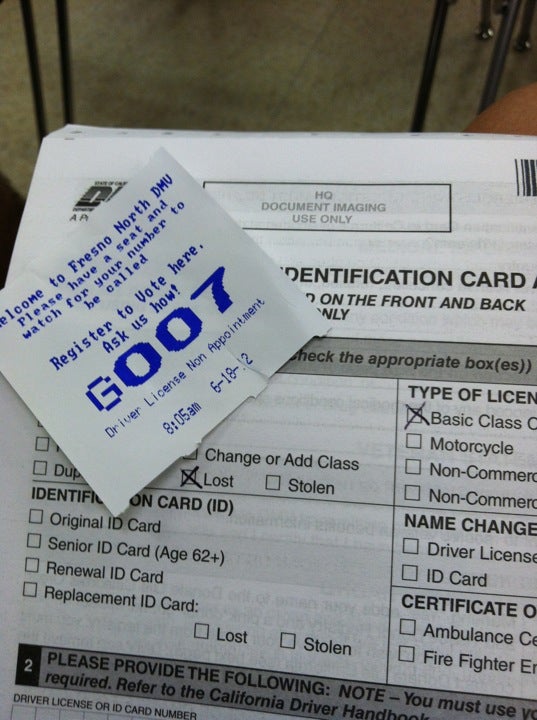 Welcome to Fresno North DMV
Please have a seat and
watch for your number to
be called
Register to Vote here.
Ask us how!
G007
Driver License Non Appointment
8:05am 6-18-
HQ
DOCUMENT IMAGING
USE ONLY
IDENTIFICATION CARD
ON THE FRONT AND BACK
ONLY
check the appropriate box(es))
Change or Add Class
Dup
Lost
Stolen
IDENTIFI ON CARD (ID)
Original ID Card
Senior ID Card (Age 62+)
Renewal ID Card
Replacement ID Card:
Lost
Stolen
TYPE OF LICEN
Basic Class C
Motorcycle
Non-Commerc
Non-Commerc
NAME CHANGE
Driver License
ID Card
CERTIFICATE O
Ambulance Ce
Fire Fighter En
2 PLEASE PROVIDE THE FOLLOWING: NOTE – You must use yo
required. Refer to the California Driver Handboo
DRIVER LICENSE OR ID CARD NUMBER